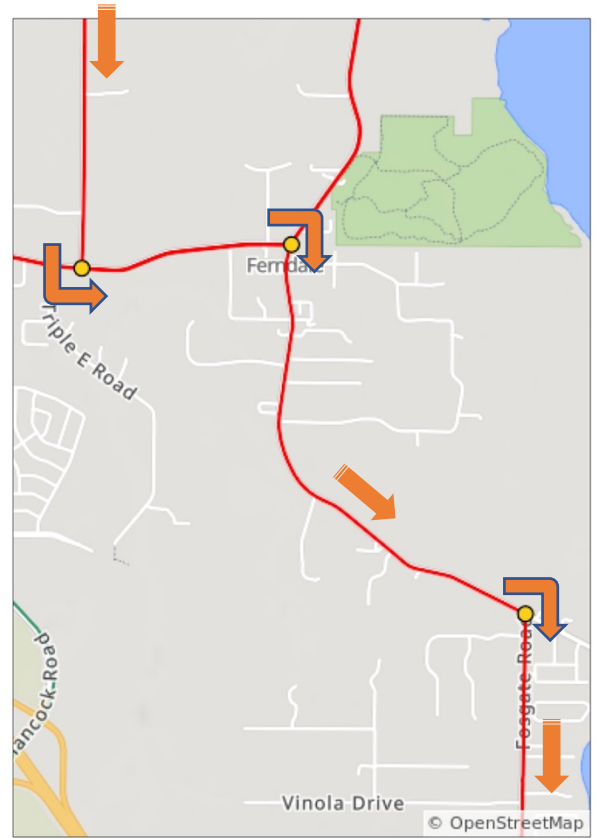 Ferndale
Triple E Road
Hancock Road
Fosgate Road
Vinola Drive
© OpenStreetMap